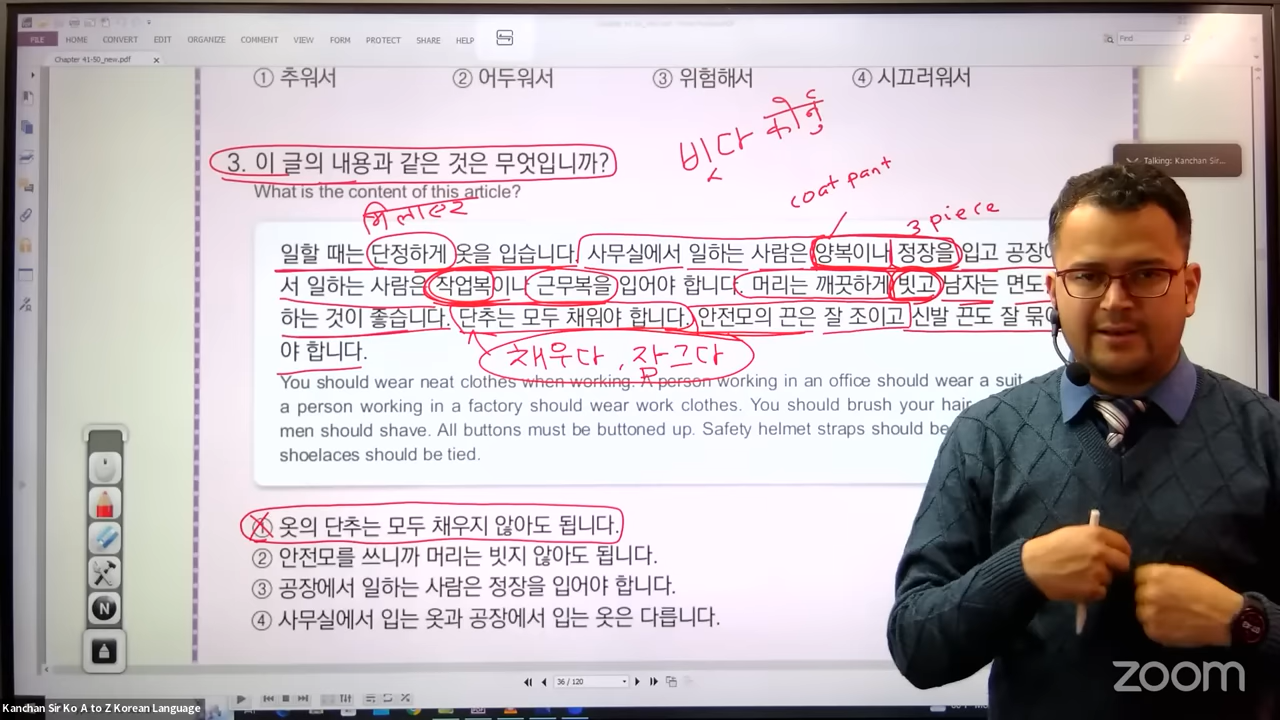 FILE HOME CONVERT EDIT ORGANIZE COMMENT VIEW FORM PROTECT SHARE HELP
Find
Chapter 41-50_new.pdf
① 추워서 ② 어두워서 ③ 위험해서 ④ 시끄러워서
Talking: Kanchan Sir...
3. 이 글의 내용과 같은 것은 무엇입니까?
What is the content of this article?
coat pant
3 piece
일할 때는 단정하게 옷을 입습니다. 사무실에서 일하는 사람은 양복이나 정장을 입고 공장에
서 일하는 사람은 작업복이나 근무복을 입어야 합니다. 머리는 깨끗하게 빗고 남자는 면도
하는 것이 좋습니다. 단추는 모두 채워야 합니다. 안전모의 끈은 잘 조이고 신발 끈도 잘 묶어
야 합니다.
채우다, 잠그다
You should wear neat clothes when working. A person working in an office should wear a suit
a person working in a factory should wear work clothes. You should brush your hair
men should shave. All buttons must be buttoned up. Safety helmet straps should be
shoelaces should be tied.
① 옷의 단추는 모두 채우지 않아도 됩니다.
② 안전모를 쓰니까 머리는 빗지 않아도 됩니다.
③ 공장에서 일하는 사람은 정장을 입어야 합니다.
④ 사무실에서 입는 옷과 공장에서 입는 옷은 다릅니다.
N
36 / 120
zoom
Kanchan Sir Ko A to Z Korean Language